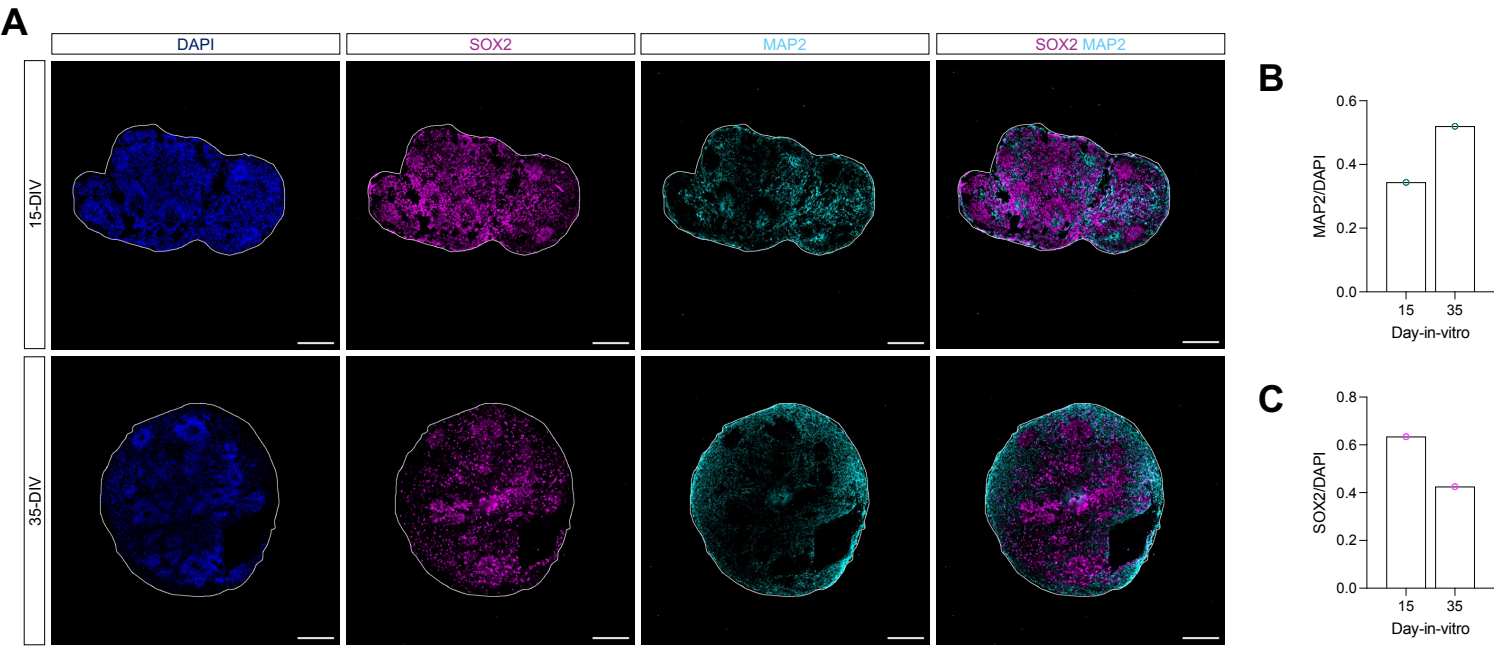 A
DAPI
SOX2
MAP2
SOX2 MAP2
15-DIV
35-DIV
B
MAP2/DAPI
0.6
0.4
0.2
0.0
15 35
Day-in-vitro
C
SOX2/DAPI
0.8
0.6
0.4
0.2
0.0
15 35
Day-in-vitro